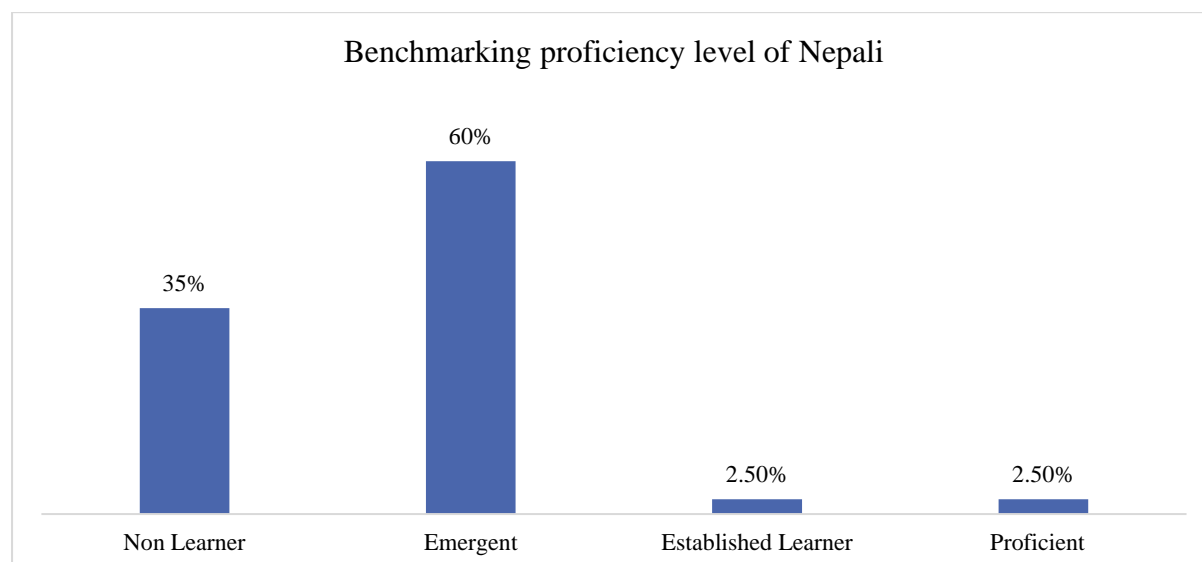 Benchmarking proficiency level of Nepali
60%
35%
2.50% 2.50%
Non Learner Emergent Established Learner Proficient